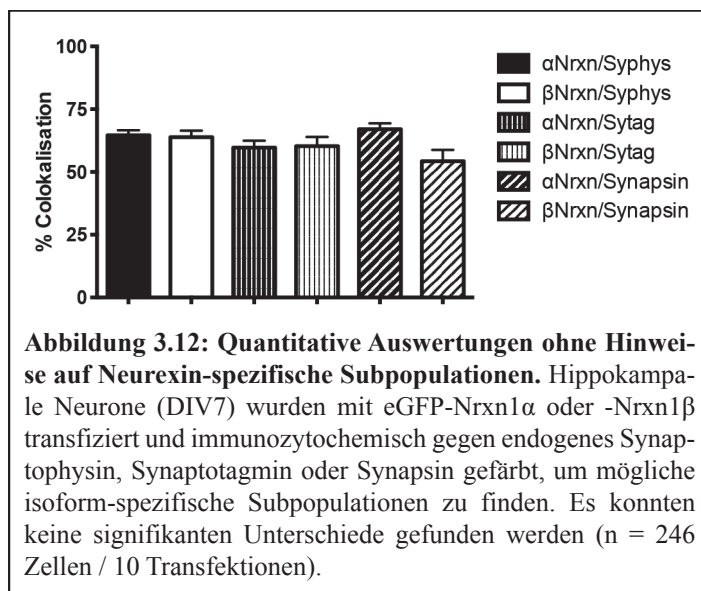 100
75
50
25
0
% Colokalisation
αNrxn/Syphys
βNrxn/Syphys
αNrxn/Sytag
βNrxn/Sytag
αNrxn/Synapsin
βNrxn/Synapsin
Abbildung 3.12: Quantitative Auswertungen ohne Hinwei-
se auf Neurexin-spezifische Subpopulationen. Hippokampa-
le Neurone (DIV7) wurden mit eGFP-Nrxn1α oder -Nrxn1β
transfiziert und immunozytochemisch gegen endogenes Synap-
tophysin, Synaptotagmin oder Synapsin gefärbt, um mögliche
isoform-spezifische Subpopulationen zu finden. Es konnten
keine signifikanten Unterschiede gefunden werden (n = 246
Zellen / 10 Transfektionen).